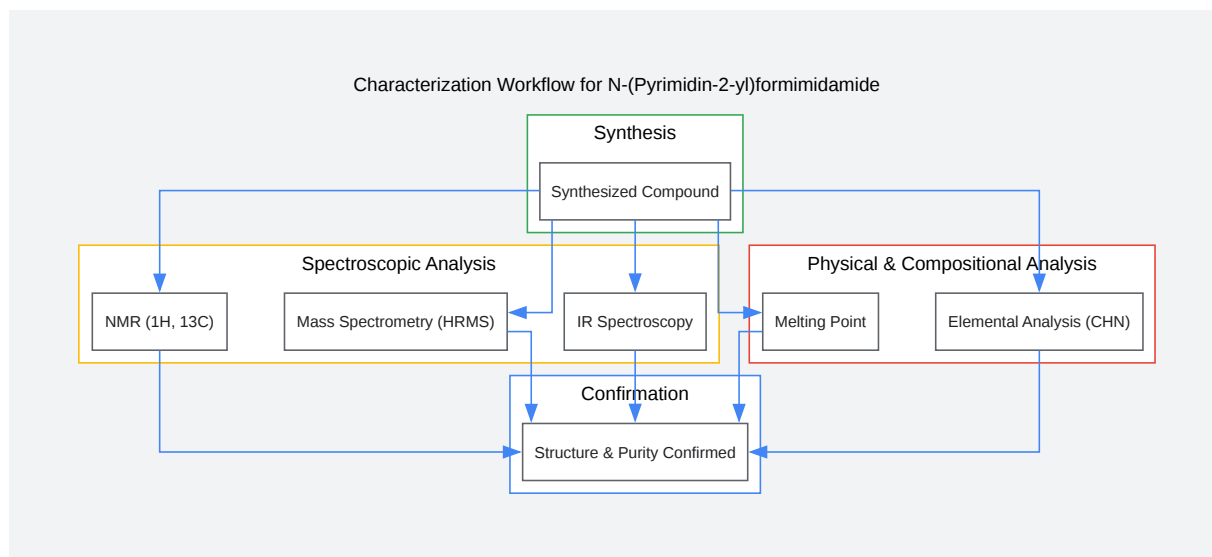 Characterization Workflow for N-(Pyrimidin-2-yl)formimidamide
Synthesis
Synthesized Compound
Spectroscopic Analysis
Physical & Compositional Analysis
NMR (1H, 13C)
Mass Spectrometry (HRMS)
IR Spectroscopy
Melting Point
Elemental Analysis (CHN)
Confirmation
Structure & Purity Confirmed